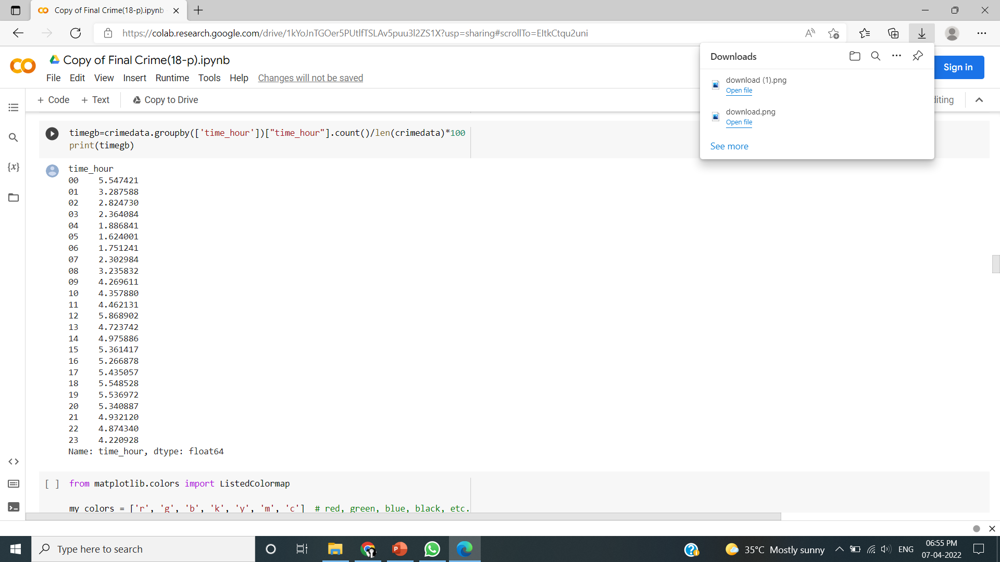 Copy of Final Crime(18-p).ipynb
https://colab.research.google.com/drive/1kYoJnTGOer5PUtlfTSLAv5puu3l2ZS1X?usp=sharing#scrollTo=EItkCtqu2uni
Copy of Final Crime(18-p).ipynb
File Edit View Insert Runtime Tools Help Changes will not be saved
Sign in
Downloads
download (1).png
Open file
download.png
Open file
See more
+ Code + Text Copy to Drive
diting
timegb=crimedata.groupby(['time_hour'])["time_hour"].count()/len(crimedata)*100
print(timegb)
time_hour
00 5.547421
01 3.287588
02 2.824730
03 2.364084
04 1.886841
05 1.624001
06 1.751241
07 2.302984
08 3.235832
09 4.269611
10 4.357880
11 4.462131
12 5.868902
13 4.723742
14 4.975886
15 5.361417
16 5.266878
17 5.435057
18 5.548528
19 5.536972
20 5.340887
21 4.932120
22 4.874340
23 4.220928
Name: time_hour, dtype: float64
[ ] from matplotlib.colors import ListedColormap
my_colors = ['r', 'g', 'b', 'k', 'y', 'm', 'c'] # red, green, blue, black, etc.
Type here to search
35°C Mostly sunny
ENG
06:55 PM
07-04-2022